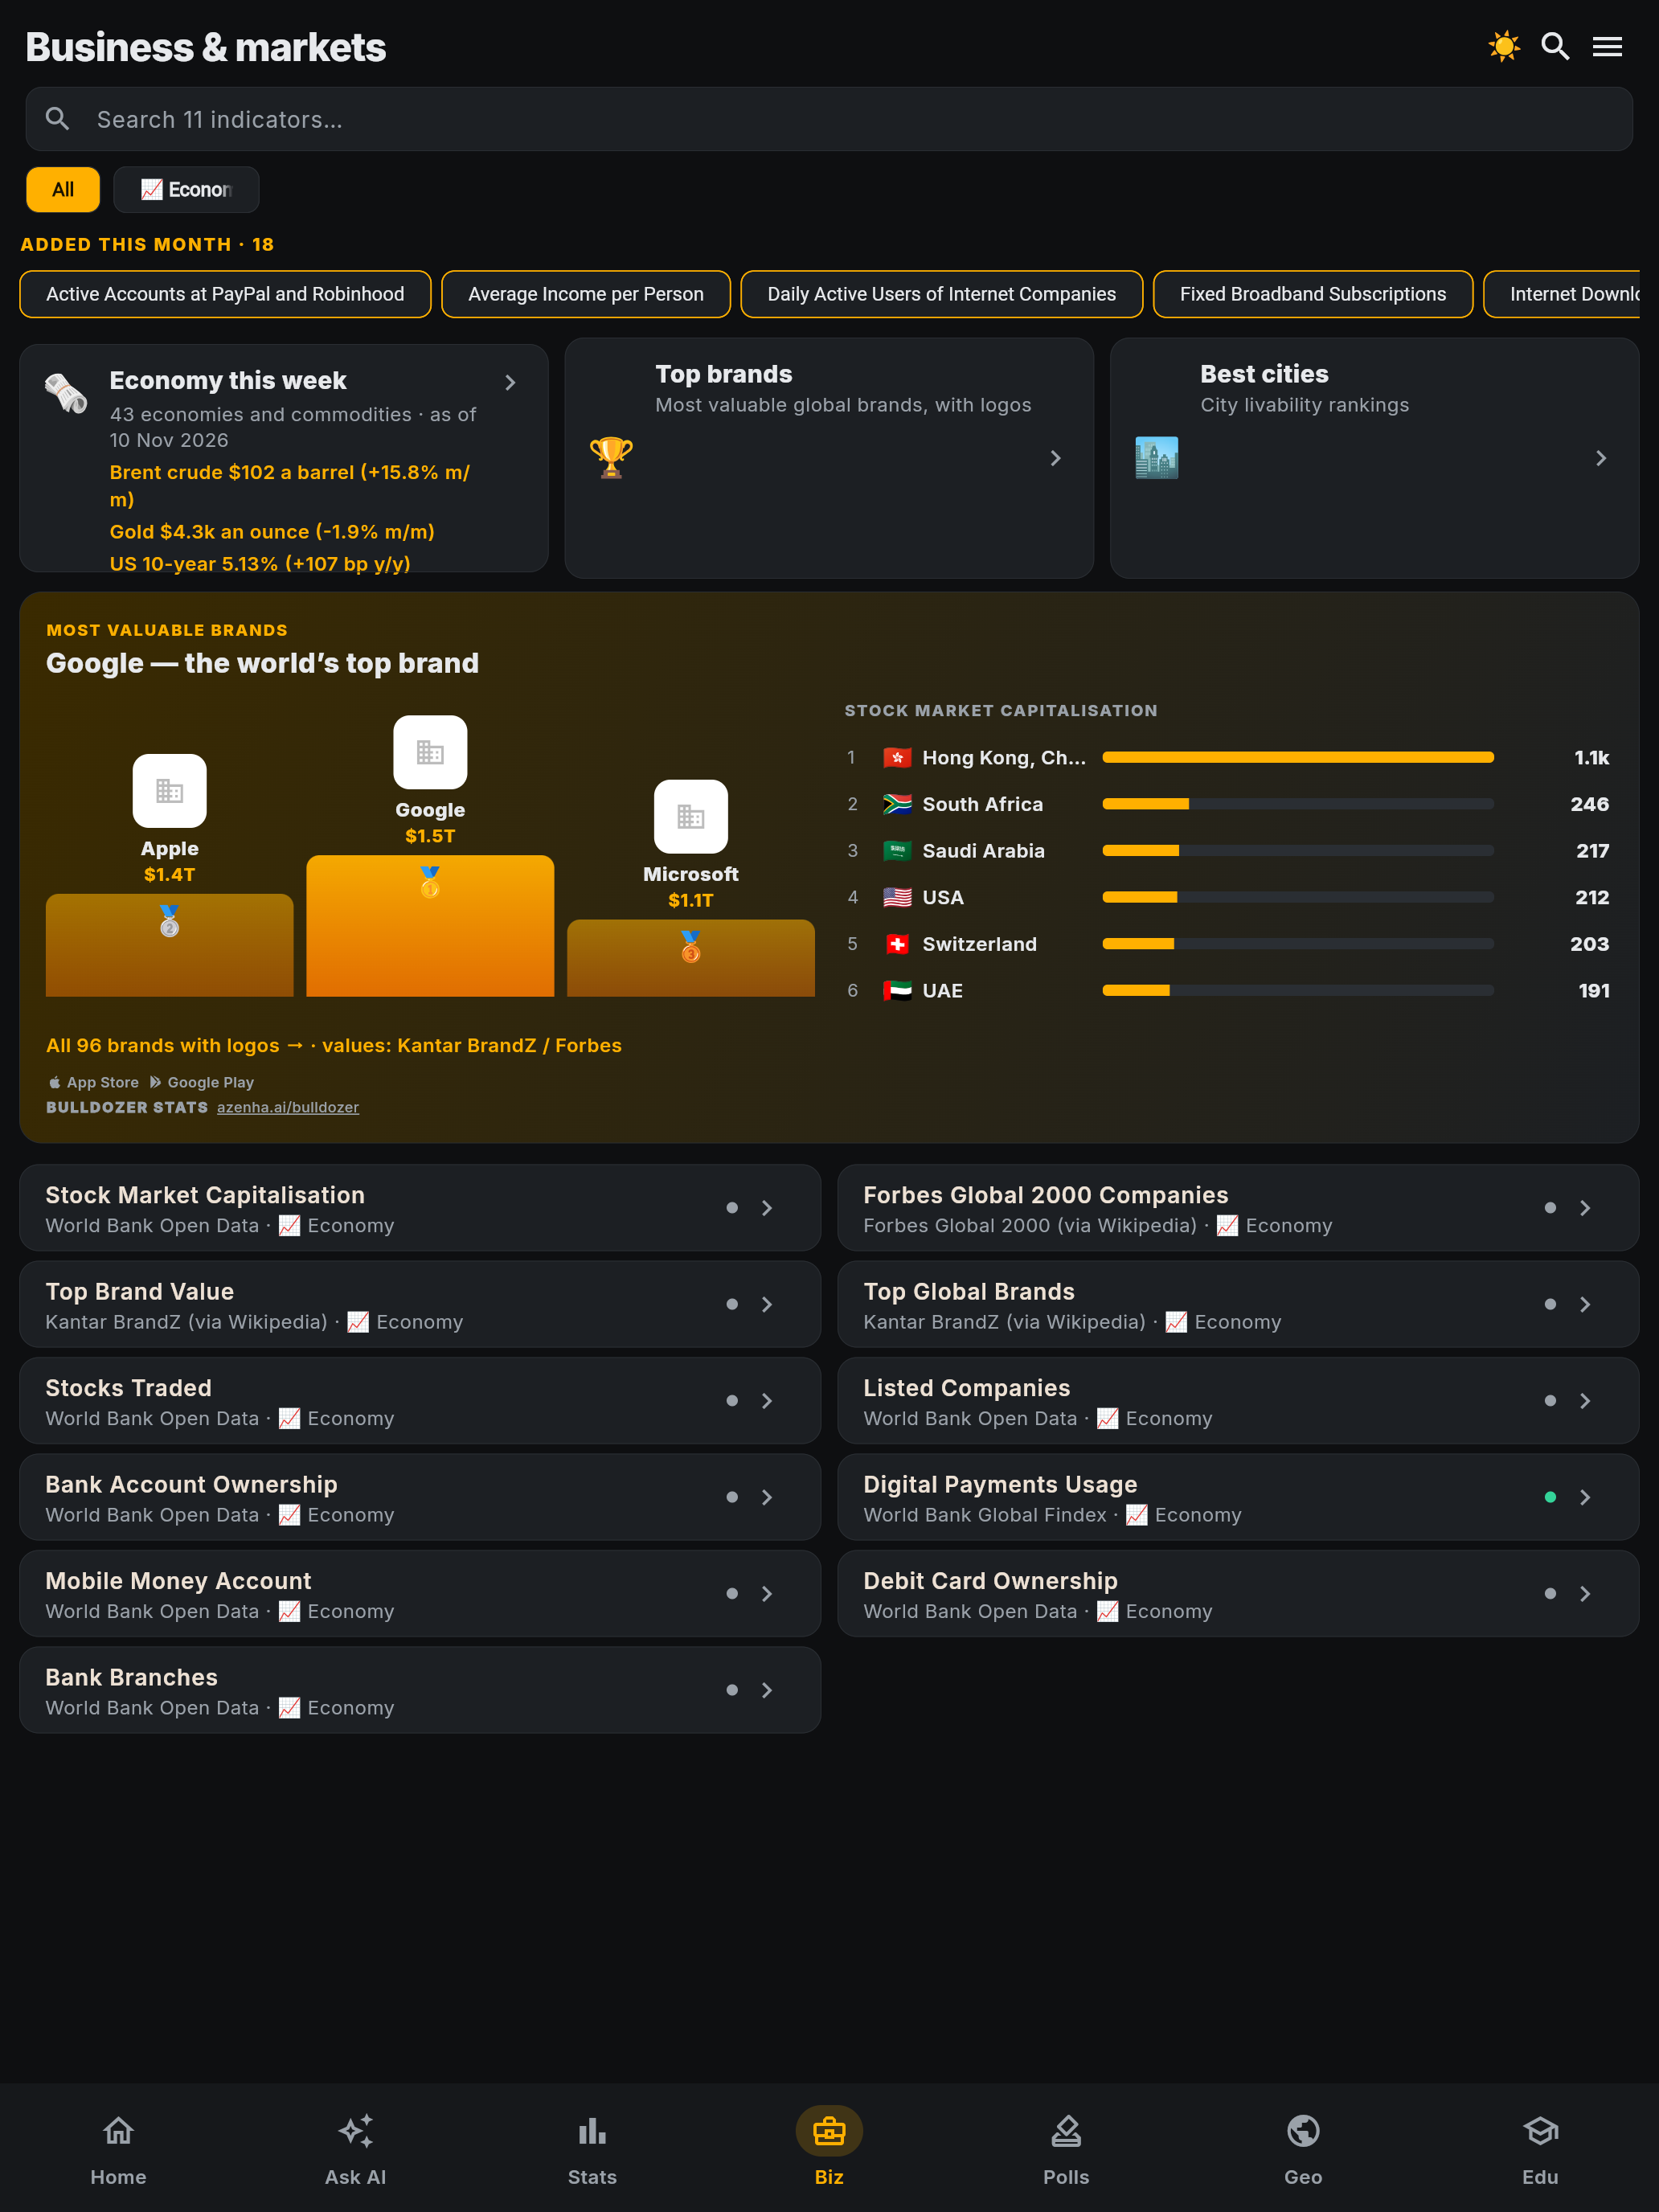 Business & markets
Search 11 indicators...
All
Econor
ADDED THIS MONTH · 18
Active Accounts at PayPal and Robinhood
Average Income per Person
Daily Active Users of Internet Companies
Fixed Broadband Subscriptions
Internet Downlo
Economy this week
43 economies and commodities · as of
10 Nov 2026
Brent crude $102 a barrel (+15.8% m/
m)
Gold $4.3k an ounce (-1.9% m/m)
US 10-year 5.13% (+107 bp y/y)
Top brands
Most valuable global brands, with logos
Best cities
City livability rankings
MOST VALUABLE BRANDS
Google — the world's top brand
Apple
$1.4T
2
Google
$1.5T
1
Microsoft
$1.1T
3
STOCK MARKET CAPITALISATION
1 Hong Kong, Ch... 1.1k
2 South Africa 246
3 Saudi Arabia 217
4 USA 212
5 Switzerland 203
6 UAE 191
All 96 brands with logos → · values: Kantar BrandZ / Forbes
App Store Google Play
BULLDOZER STATS azenha.ai/bulldozer
Stock Market Capitalisation
World Bank Open Data · Economy
Forbes Global 2000 Companies
Forbes Global 2000 (via Wikipedia) · Economy
Top Brand Value
Kantar BrandZ (via Wikipedia) · Economy
Top Global Brands
Kantar BrandZ (via Wikipedia) · Economy
Stocks Traded
World Bank Open Data · Economy
Listed Companies
World Bank Open Data · Economy
Bank Account Ownership
World Bank Open Data · Economy
Digital Payments Usage
World Bank Global Findex · Economy
Mobile Money Account
World Bank Open Data · Economy
Debit Card Ownership
World Bank Open Data · Economy
Bank Branches
World Bank Open Data · Economy
Home
Ask AI
Stats
Biz
Polls
Geo
Edu